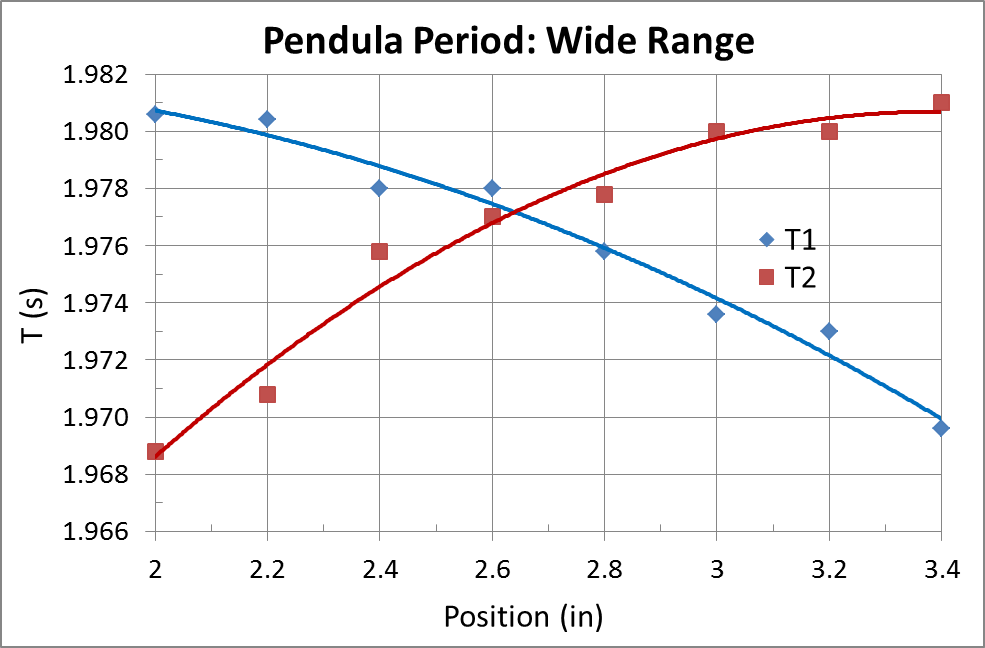 Pendula Period: Wide Range
1.982
1.980
1.978
1.976
1.974
1.972
1.970
1.968
1.966
T (s)
T1
T2
2 2.2 2.4 2.6 2.8 3 3.2 3.4
Position (in)